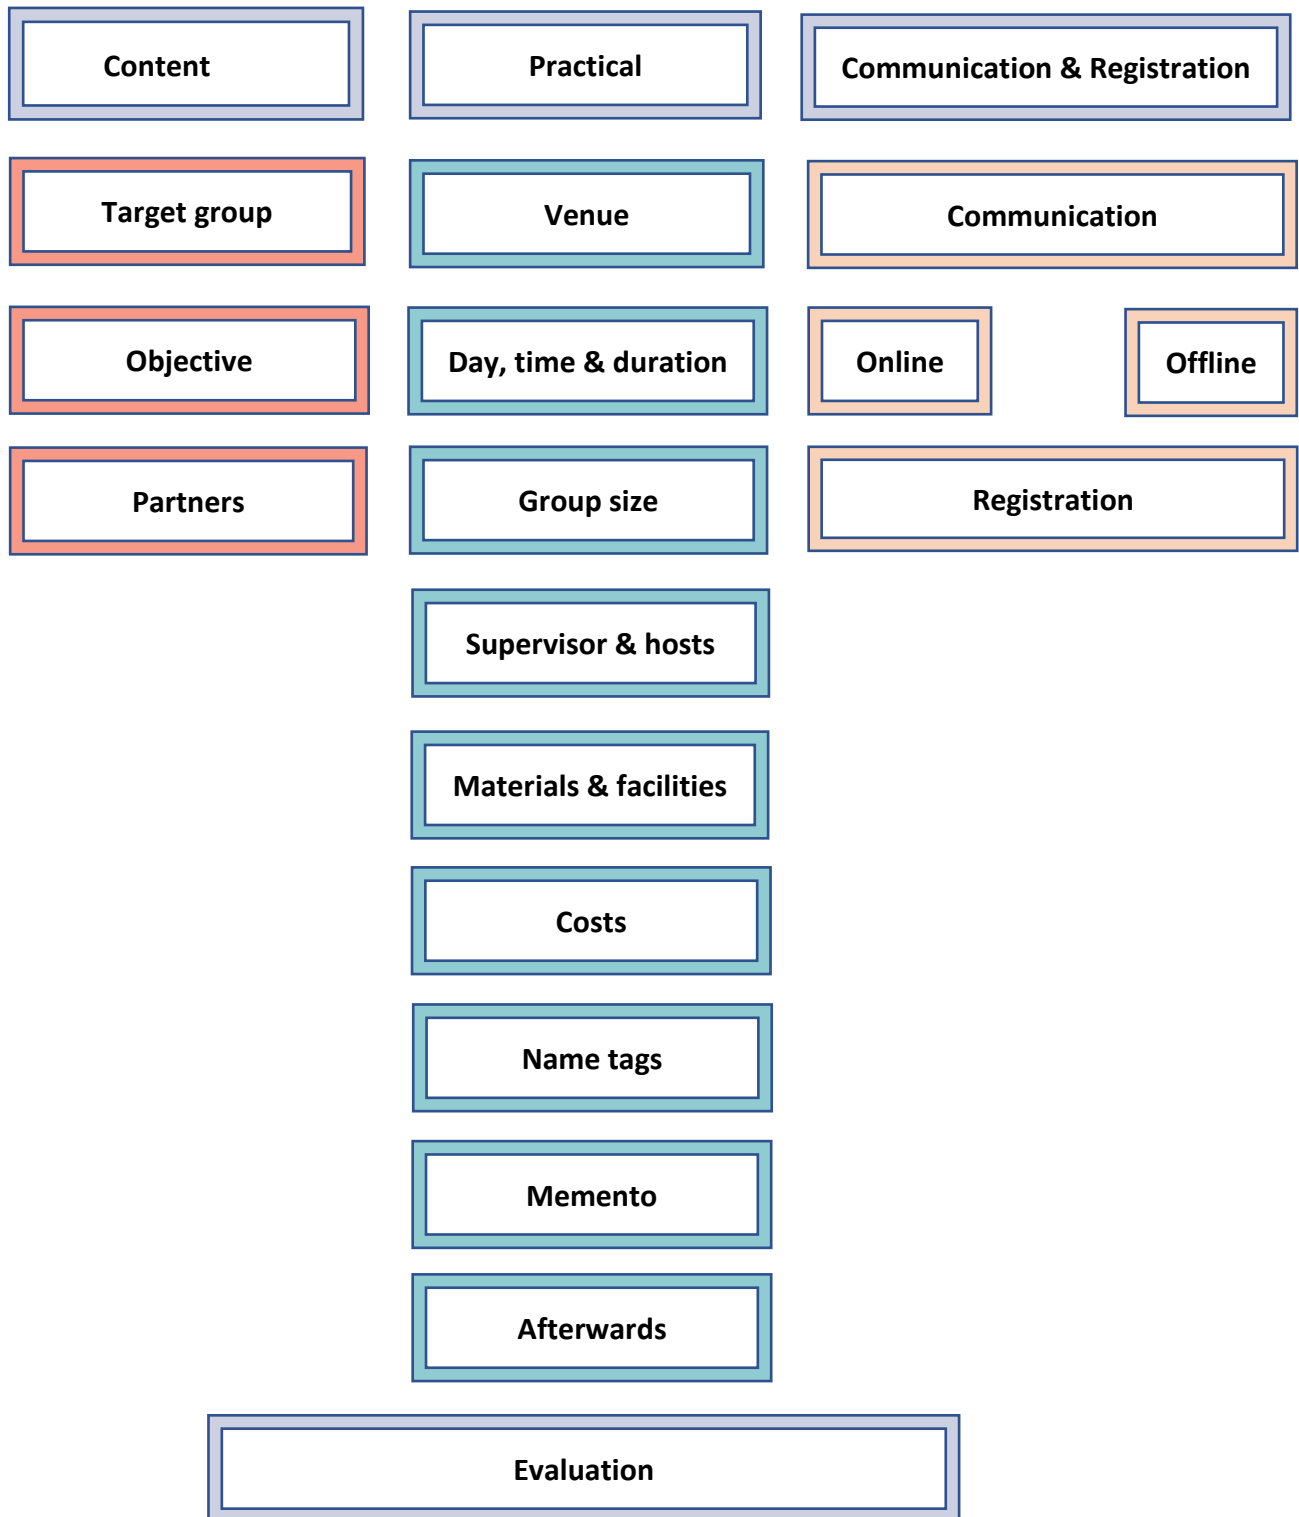 Content
Practical
Communication & Registration
Target group
Venue
Communication
Objective
Day, time & duration
Online
Offline
Partners
Group size
Registration
Supervisor & hosts
Materials & facilities
Costs
Name tags
Memento
Afterwards
Evaluation